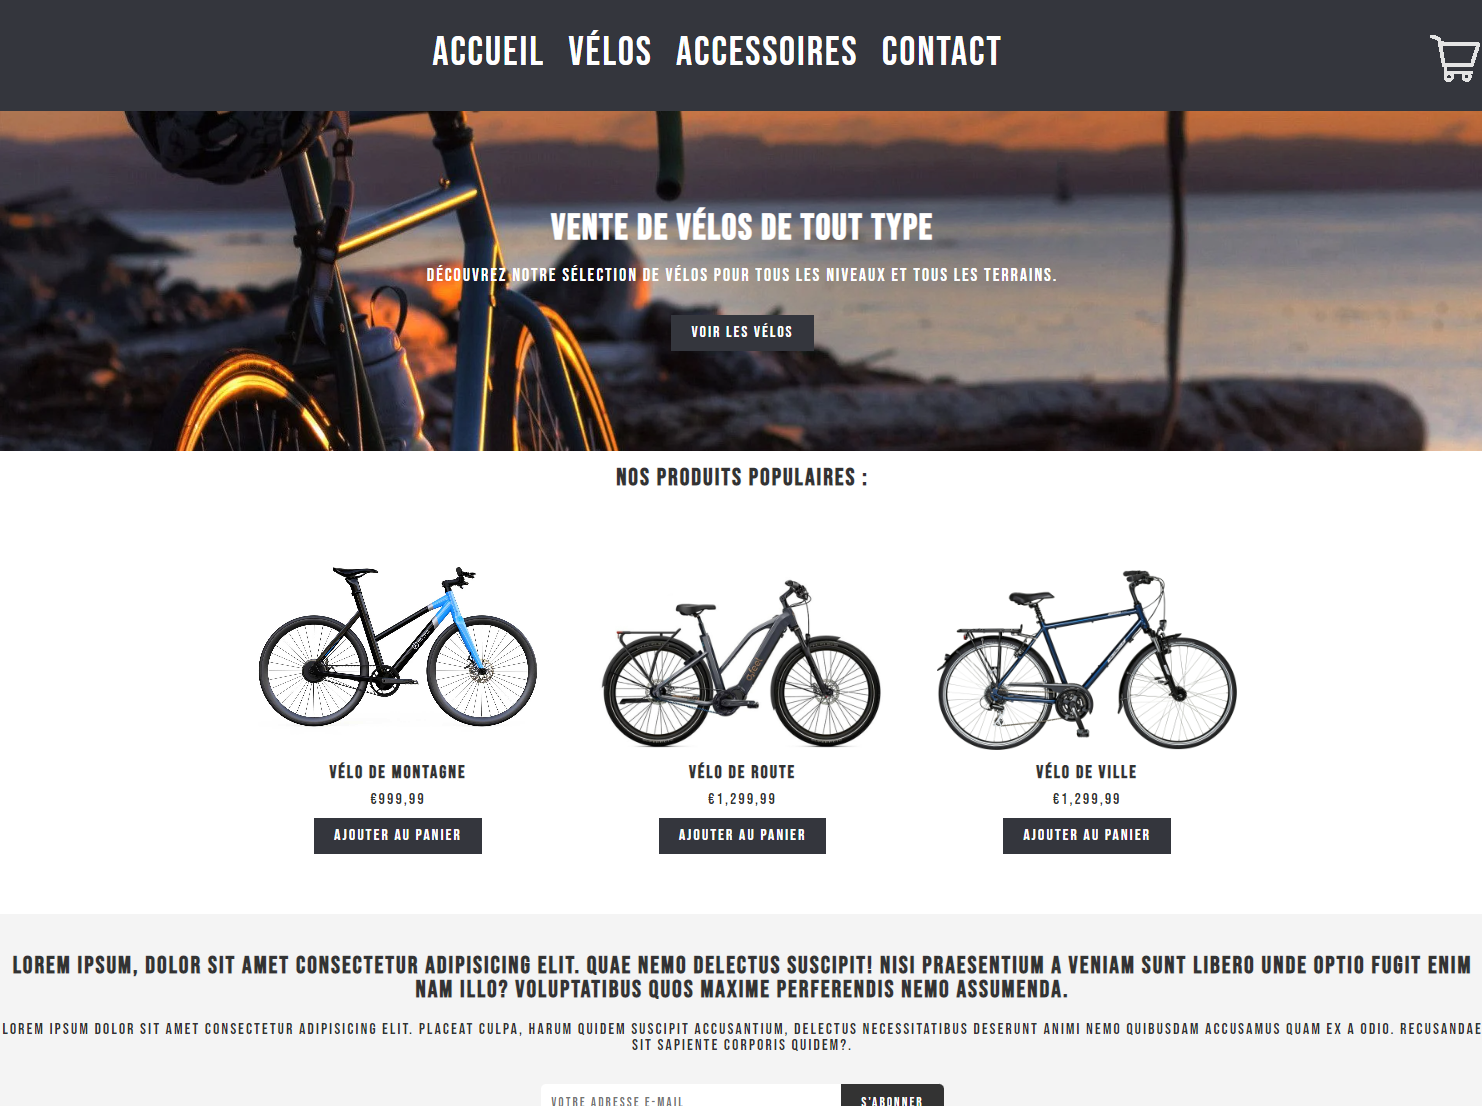 ACCUEIL VÉLOS ACCESSOIRES CONTACT
VENTE DE VÉLOS DE TOUT TYPE
DÉCOUVREZ NOTRE SÉLECTION DE VÉLOS POUR TOUS LES NIVEAUX ET TOUS LES TERRAINS.
VOIR LES VÉLOS
NOS PRODUITS POPULAIRES :
VÉLO DE MONTAGNE
€999,99
AJOUTER AU PANIER
VÉLO DE ROUTE
€1,299,99
AJOUTER AU PANIER
VÉLO DE VILLE
€1,299,99
AJOUTER AU PANIER
LOREM IPSUM, DOLOR SIT AMET CONSECTETUR ADIPISICING ELIT. QUAE NEMO DELECTUS SUSCIPIT! NISI PRAESENTIUM A VENIAM SUNT LIBERO UNDE OPTIO FUGIT ENIM
NAM ILLO? VOLUPTATIBUS QUOS MAXIME PERFERENDIS NEMO ASSUMENDA.
LOREM IPSUM DOLOR SIT AMET CONSECTETUR ADIPISICING ELIT. PLACEAT CULPA, HARUM QUIDEM SUSCIPIT ACCUSANTIUM, DELECTUS NECESSITATIBUS DESERUNT ANIMI NEMO QUIBUSDAM ACCUSAMUS QUAM EX A ODIO. RECUSANDAE
SIT SAPIENTE CORPORIS QUIDEM?.
VOTRE ADRESSE E-MAIL
S'ABONNER